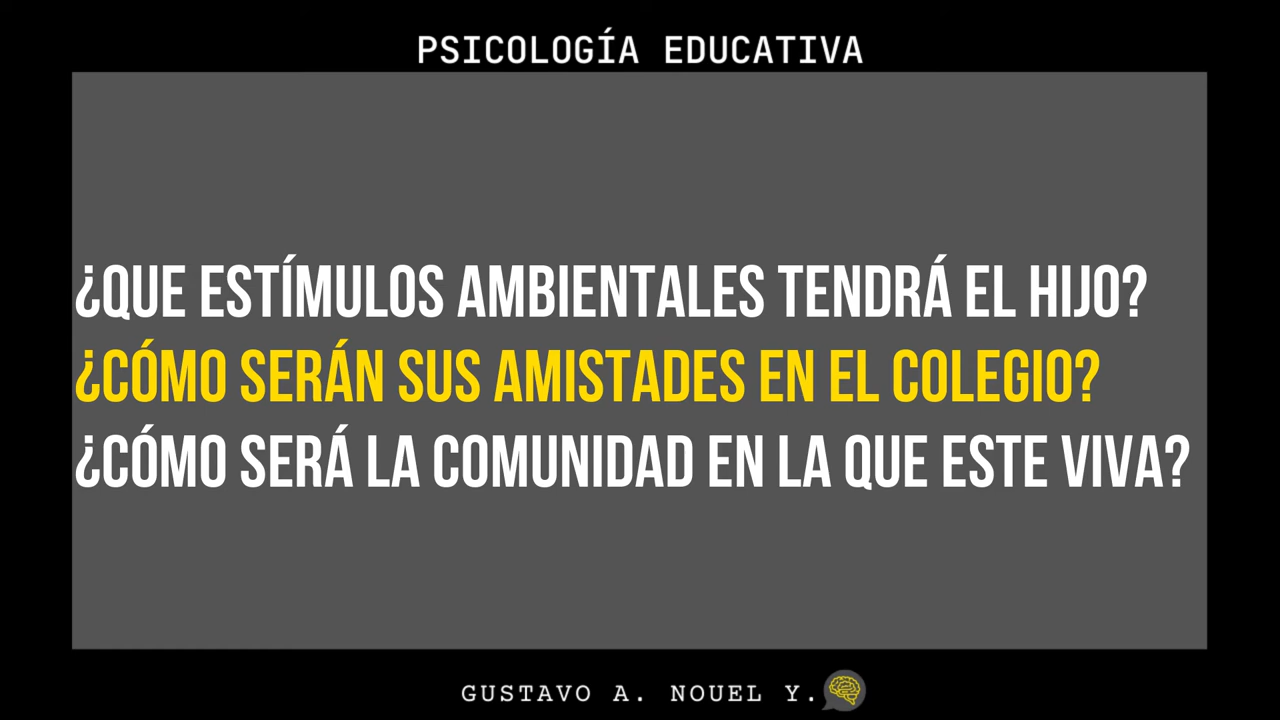 PSICOLOGÍA EDUCATIVA
¿QUE ESTÍMULOS AMBIENTALES TENDRÁ EL HIJO?
¿CÓMO SERÁN SUS AMISTADES EN EL COLEGIO?
¿CÓMO SERÁ LA COMUNIDAD EN LA QUE ESTE VIVA?
GUSTAVO A. NOUEL Y.